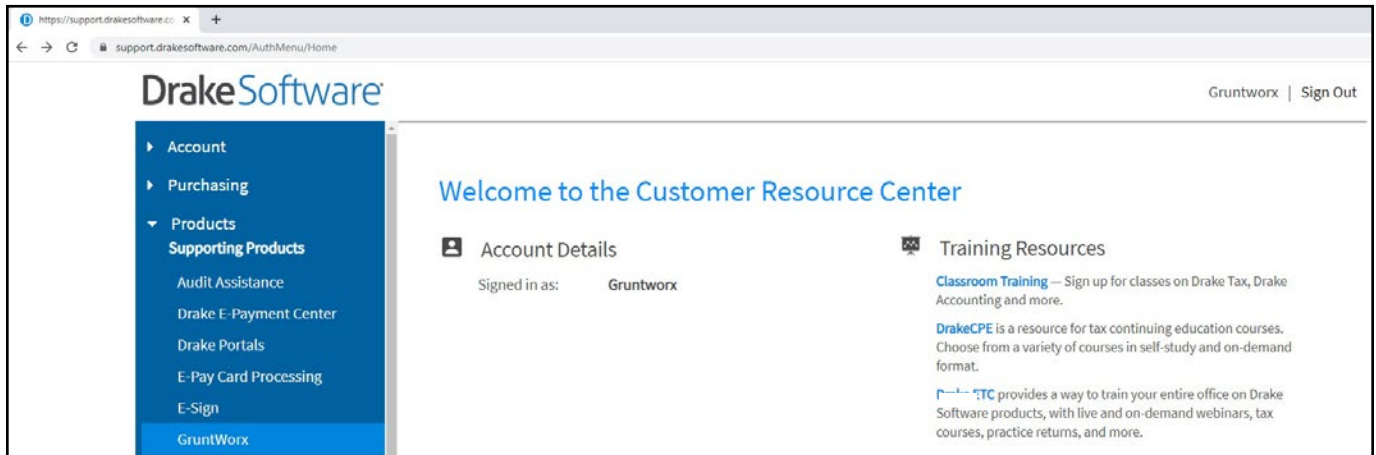 https://support.drakesoftware.co
support.drakesoftware.com/AuthMenu/Home
DrakeSoftware
Gruntworx | Sign Out
Account
Purchasing
Products
Supporting Products
Audit Assistance
Drake E-Payment Center
Drake Portals
E-Pay Card Processing
E-Sign
GruntWorx
Welcome to the Customer Resource Center
Account Details
Signed in as: Gruntworx
Training Resources
Classroom Training — Sign up for classes on Drake Tax, Drake
Accounting and more.
DrakeCPE is a resource for tax continuing education courses.
Choose from a variety of courses in self-study and on-demand
format.
provides a way to train your entire office on Drake
Software products, with live and on-demand webinars, tax
courses, practice returns, and more.